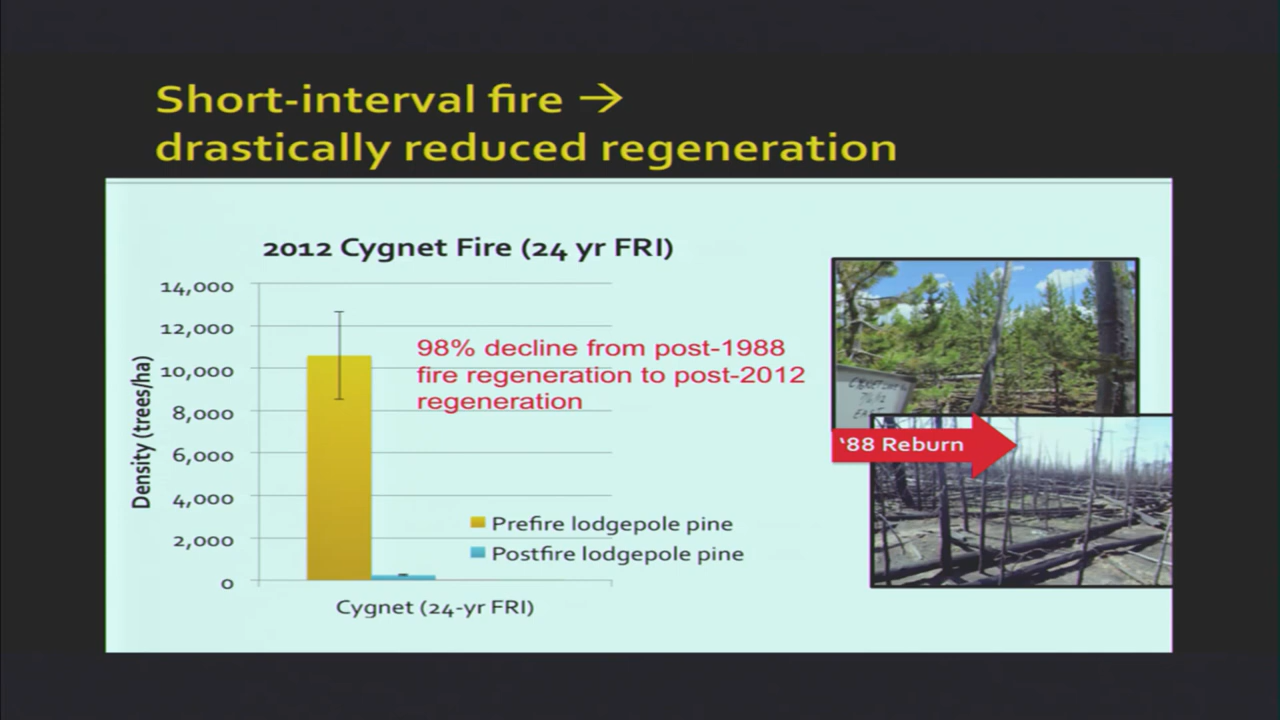 Short-interval fire →
drastically reduced regeneration
2012 Cygnet Fire (24 yr FRI)
14,000
12,000
10,000
8,000
6,000
4,000
2,000
0
Density (trees/ha)
98% decline from post-1988
fire regeneration to post-2012
regeneration
Prefire lodgepole pine
Postfire lodgepole pine
Cygnet (24-yr FRI)
'88 Reburn